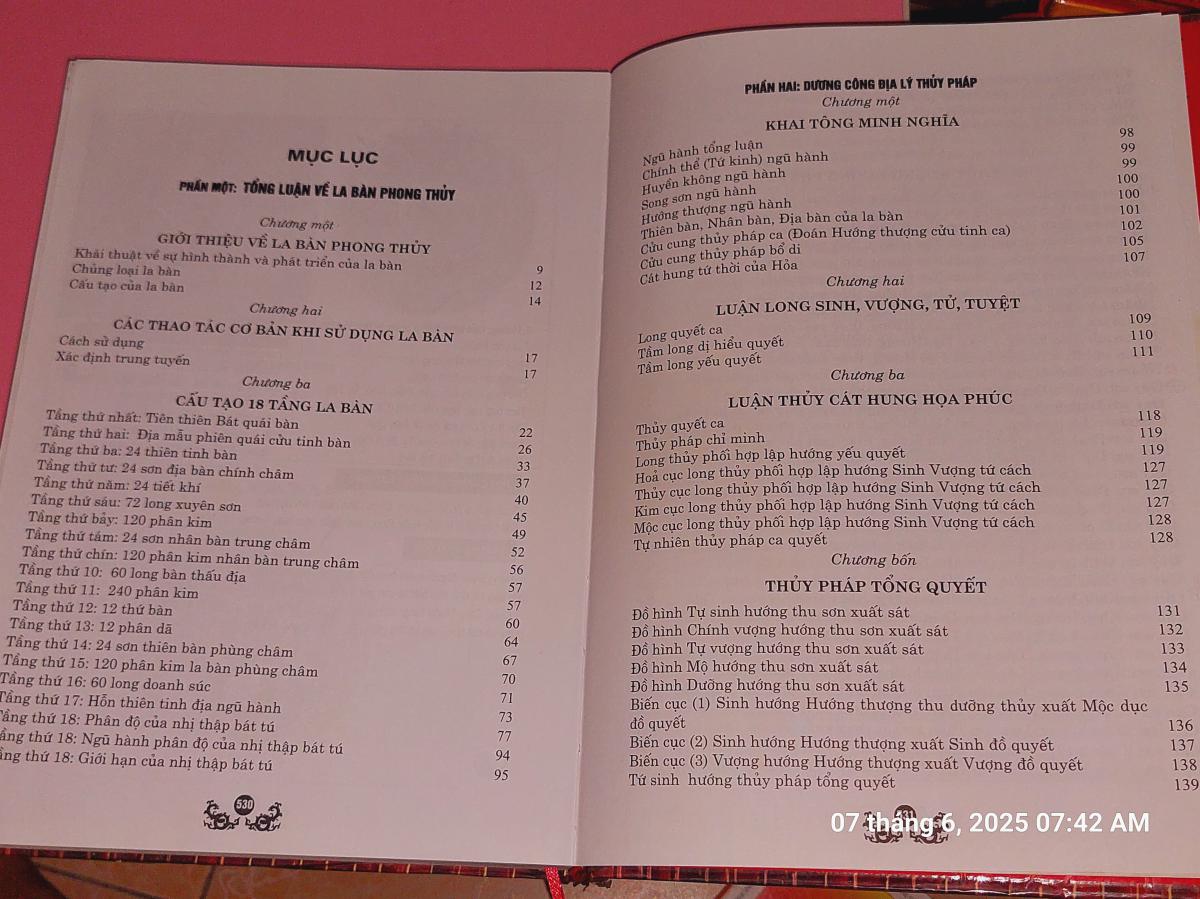 MỤC LỤC
PHẦN MỘT: TỔNG LUẬN VỀ LA BÀN PHONG THỦY
Chương một
GIỚI THIỆU VỀ LA BÀN PHONG THỦY
Khái thuật về sự hình thành và phát triển của la bàn 9
Chủng loại la bàn 12
Cấu tạo của la bàn 14
Chương hai
CÁC THAO TÁC CƠ BẢN KHI SỬ DỤNG LA BÀN
Cách sử dụng 17
Xác định trung tuyến 17
Chương ba
CẤU TẠO 18 TẦNG LA BÀN
Tầng thứ nhất: Tiên thiên Bát quái bàn 22
Tầng thứ hai: Địa mẫu phiên quái cửu tinh bàn 26
Tầng thứ ba: 24 thiên tinh bàn 33
Tầng thứ tư: 24 sơn địa bàn chính châm 37
Tầng thứ năm: 24 tiết khí 40
Tầng thứ sáu: 72 long xuyên sơn 45
Tầng thứ bảy: 120 phân kim 49
Tầng thứ tám: 24 sơn nhân bàn trung châm 52
Tầng thứ chín: 120 phân kim nhân bàn trung châm 56
Tầng thứ 10: 60 long bàn thấu địa 57
Tầng thứ 11: 240 phân kim 57
Tầng thứ 12: 12 thứ bàn 60
Tầng thứ 13: 12 phân dã 64
Tầng thứ 14: 24 sơn thiên bàn phùng châm 67
Tầng thứ 15: 120 phân kim la bàn phùng châm 70
Tầng thứ 16: 60 long doanh súc 71
Tầng thứ 17: Hỗn thiên tinh địa ngũ hành 73
Tầng thứ 18: Phân độ của nhị thập bát tú 77
Tầng thứ 18: Ngũ hành phân độ của nhị thập bát tú 94
Tầng thứ 18: Giới hạn của nhị thập bát tú 95
530
PHẦN HAI: DƯƠNG CÔNG ĐỊA LÝ THỦY PHÁP
Chương một
KHAI TÔNG MINH NGHĨA
Ngũ hành tổng luận 98
Chính thể (Tứ kinh) ngũ hành 99
Huyền không ngũ hành 99
Song sơn ngũ hành 100
Hướng thượng ngũ hành 100
Thiên bàn, Nhân bàn, Địa bàn của la bàn 101
Cửu cung thủy pháp ca (Đoán Hướng thượng cửu tinh ca) 102
Cửu cung thủy pháp bổ di 105
Cát hung tứ thời của Hỏa 107
Chương hai
LUẬN LONG SINH, VƯỢNG, TỬ, TUYỆT
Long quyết ca 109
Tầm long dị hiểu quyết 110
Tầm long yếu quyết 111
Chương ba
LUẬN THỦY CÁT HUNG HỌA PHÚC
Thủy quyết ca 118
Thủy pháp chỉ minh 119
Long thủy phối hợp lập hướng yếu quyết 119
Hoả cục long thủy phối hợp lập hướng Sinh Vượng tứ cách 127
Thủy cục long thủy phối hợp lập hướng Sinh Vượng tứ cách 127
Kim cục long thủy phối hợp lập hướng Sinh Vượng tứ cách 127
Mộc cục long thủy phối hợp lập hướng Sinh Vượng tứ cách 128
Tự nhiên thủy pháp ca quyết 128
Chương bốn
THỦY PHÁP TỔNG QUYẾT
Đồ hình Tự sinh hướng thu sơn xuất sát 131
Đồ hình Chính vượng hướng thu sơn xuất sát 132
Đồ hình Tự vượng hướng thu sơn xuất sát 133
Đồ hình Mộ hướng thu sơn xuất sát 134
Đồ hình Dưỡng hướng thu sơn xuất sát 135
Biến cục (1) Sinh hướng Hướng thượng thu dưỡng thủy xuất Mộc dục
đồ quyết 136
Biến cục (2) Sinh hướng Hướng thượng xuất Sinh đồ quyết 137
Biến cục (3) Vượng hướng Hướng thượng xuất Vượng đồ quyết 138
Tứ sinh hướng thủy pháp tổng quyết 139
07 tháng 6, 2025 07:42 AM